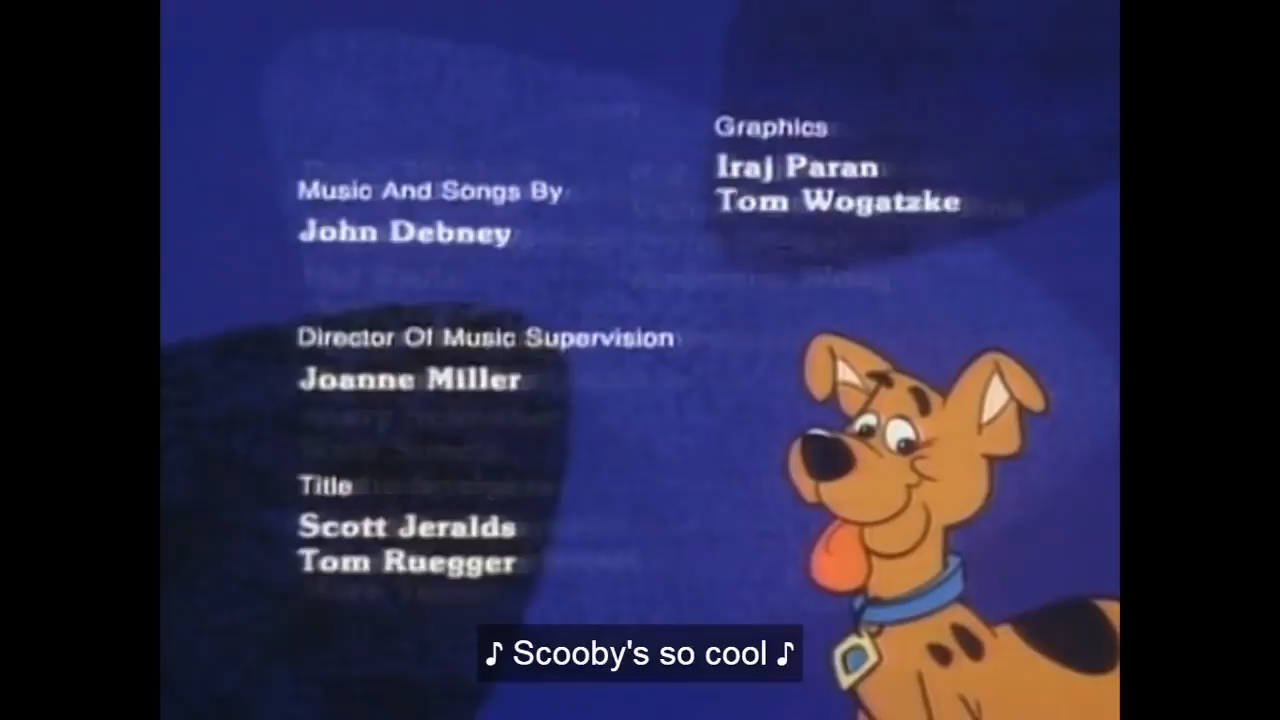 Music And Songs By
John Debney
Director Of Music Supervision
Joanne Miller
Title
Scott Jeralds
Tom Ruegger
Graphics
Iraj Paran
Tom Wogatzke
♪ Scooby's so cool ♪